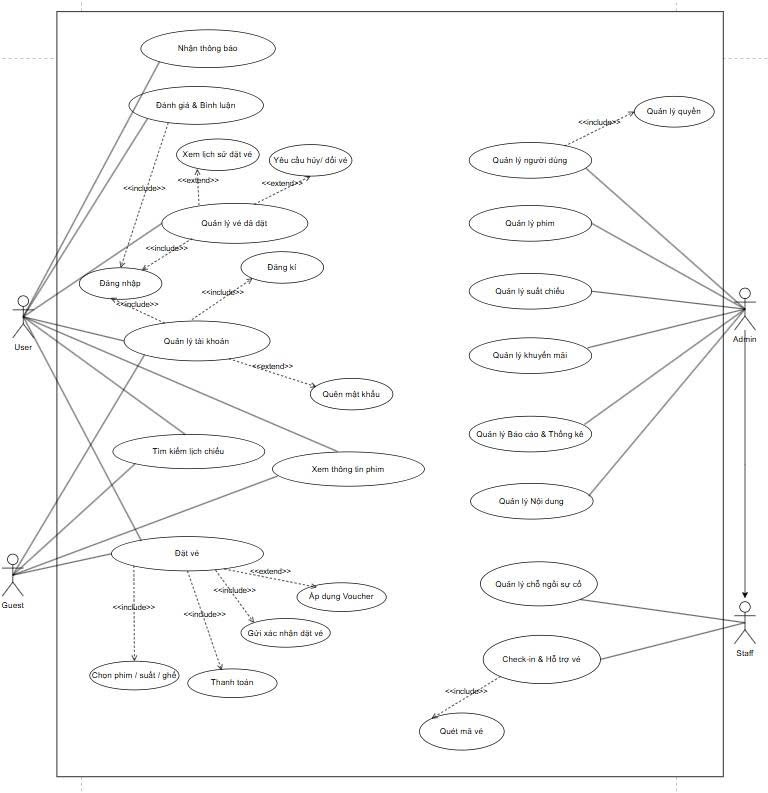 Nhận thông báo
Đánh giá & Bình luận
Quản lý quyền
<<include>>
Xem lịch sử đặt vé
Yêu cầu hủy/ đổi vé
Quản lý người dùng
<<extend>>
<<extend>>
<<include>>
Quản lý vé đã đặt
Quản lý phim
<<include>>
Đăng kí
Đăng nhập
Quản lý suất chiếu
<<include>>
<<include>>
User
Quản lý tài khoản
Admin
Quản lý khuyến mãi
<<extend>>
Quên mật khẩu
Quản lý Báo cáo & Thống kê
Tìm kiếm lịch chiếu
Xem thông tin phim
Quản lý Nội dung
Đặt vé
<<extend>>
Quản lý chỗ ngồi sự cố
<<include>>
Áp dụng Voucher
Guest
<<include>>
<<include>>
Gửi xác nhận đặt vé
Staff
Check-in & Hỗ trợ vé
Chọn phim / suất / ghế
Thanh toán
<<include>>
Quét mã vé